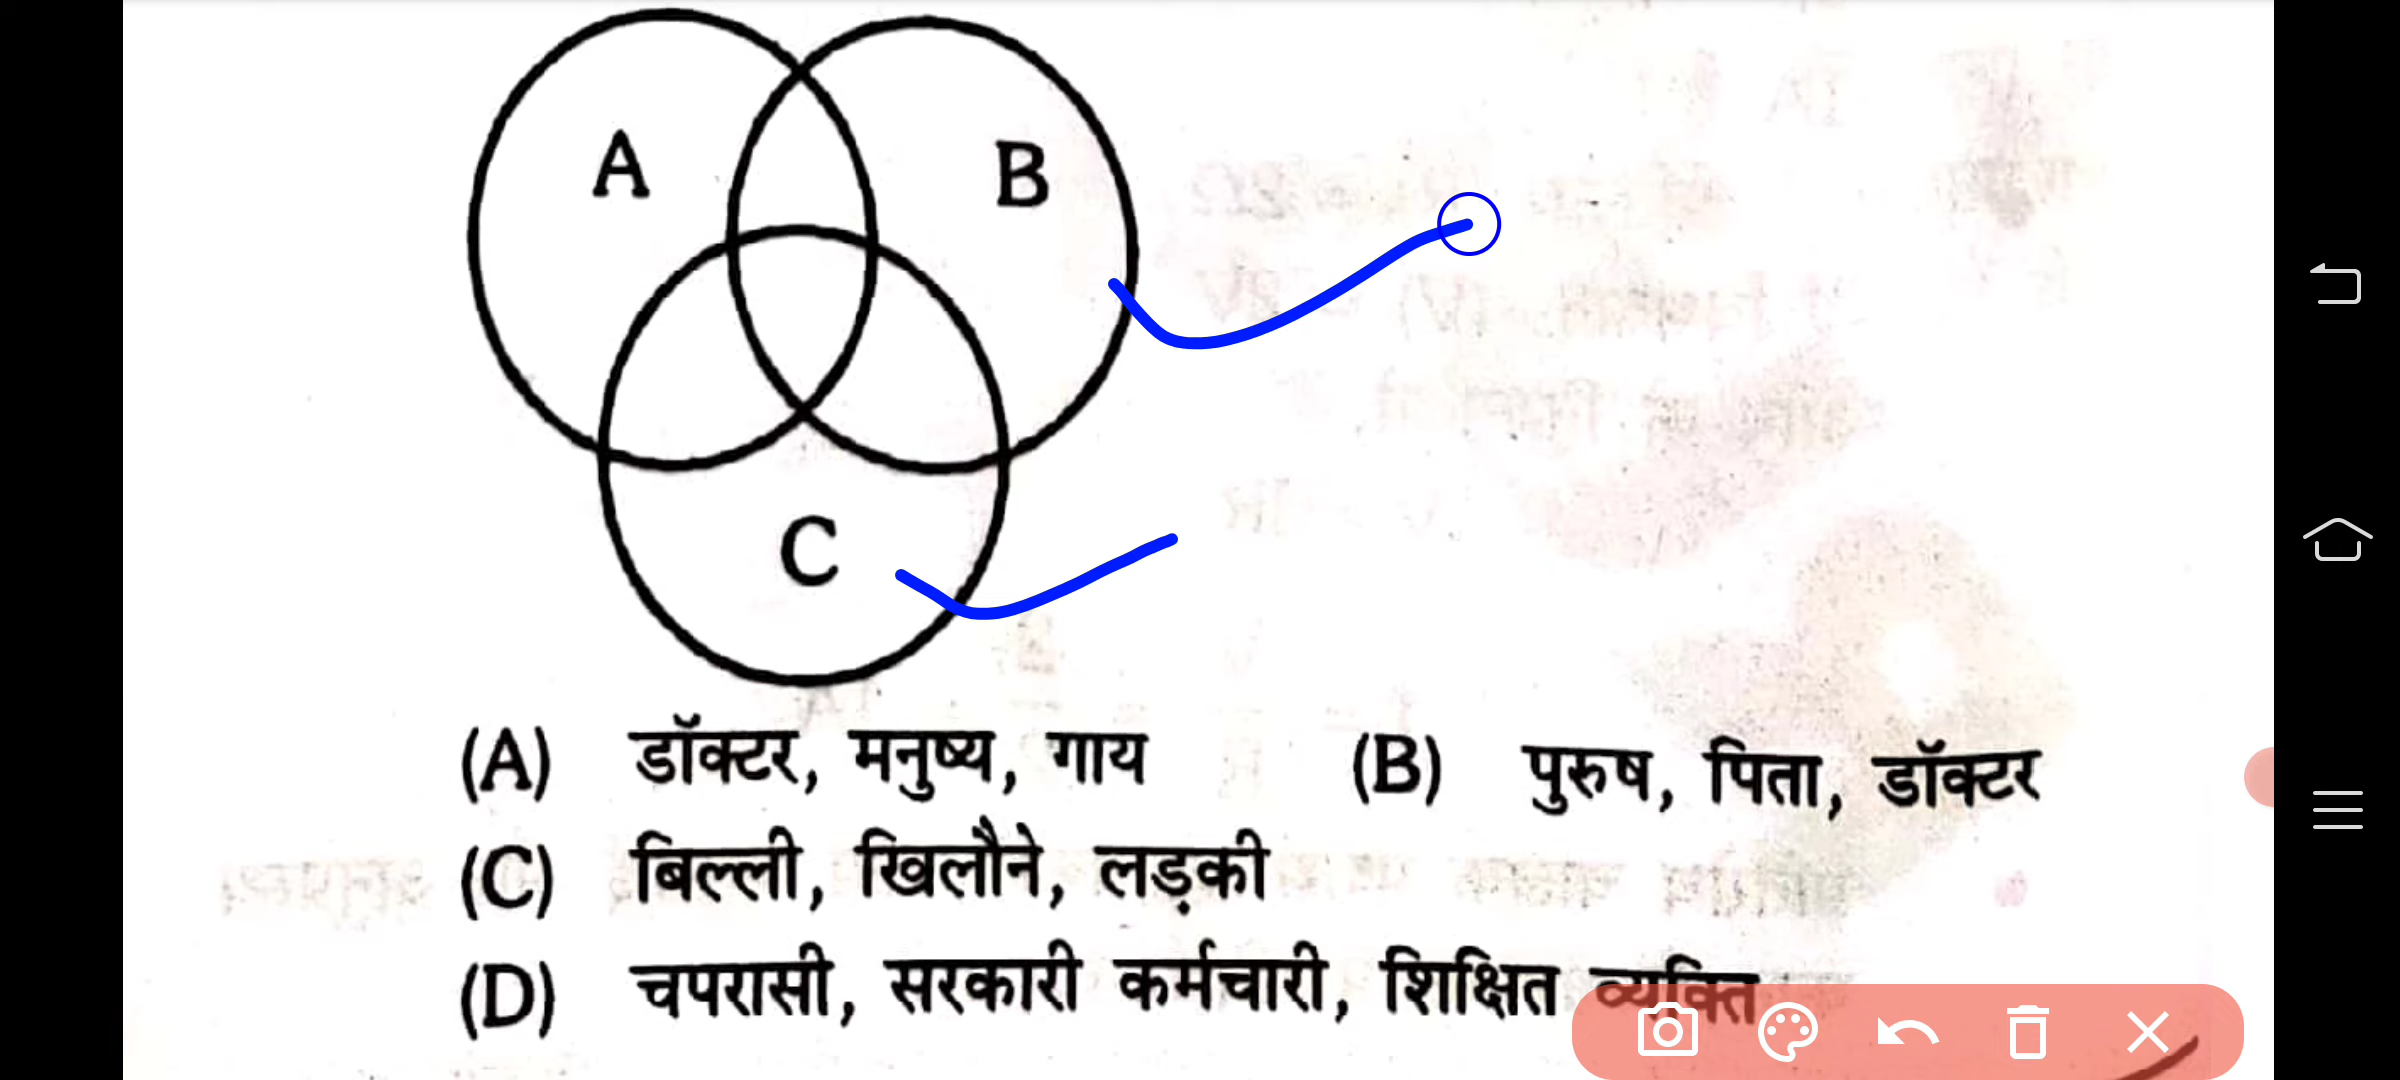 A B
C
(A) डॉक्टर, मनुष्य, गाय (B) पुरुष, पिता, डॉक्टर
(C) बिल्ली, खिलौने, लड़की
(D) चपरासी, सरकारी कर्मचारी, शिक्षित व्यक्ति